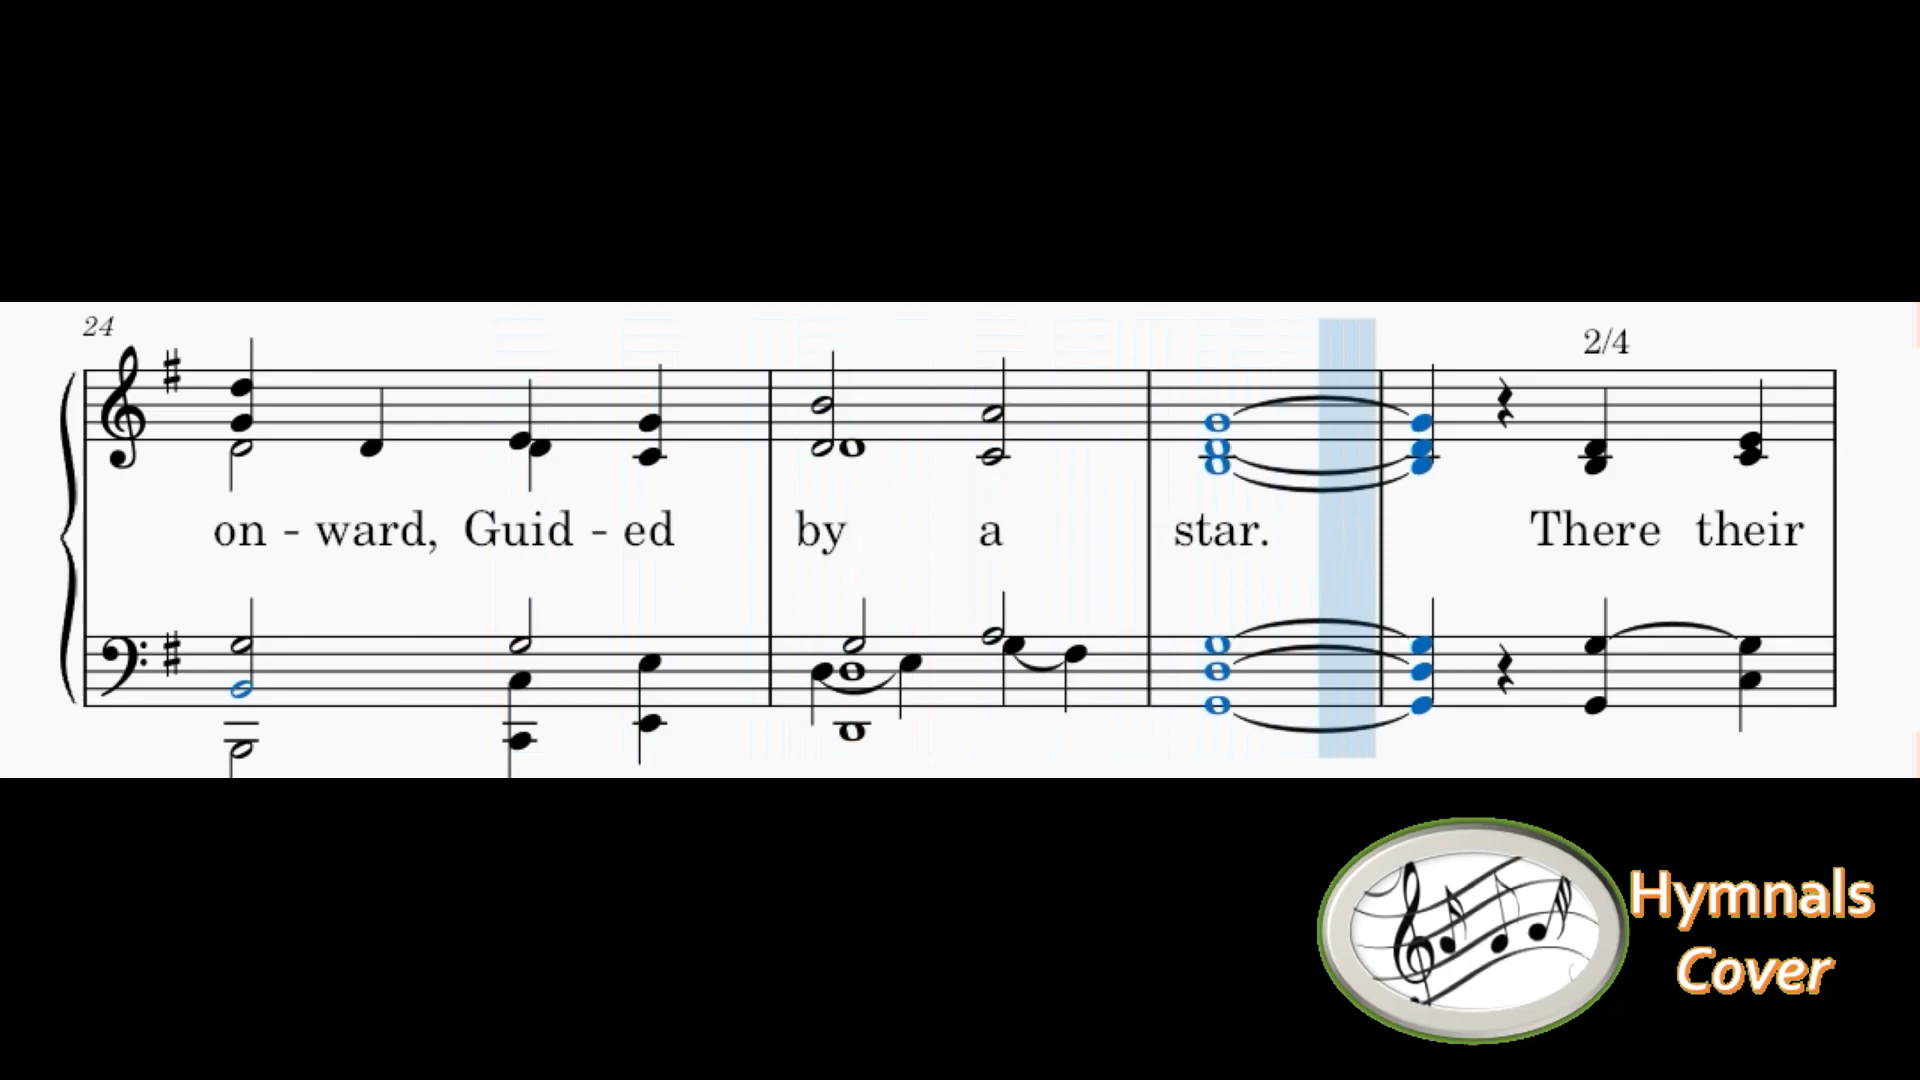 24
2/4
on - ward, Guid - ed by a star. There their
Hymnals
Cover